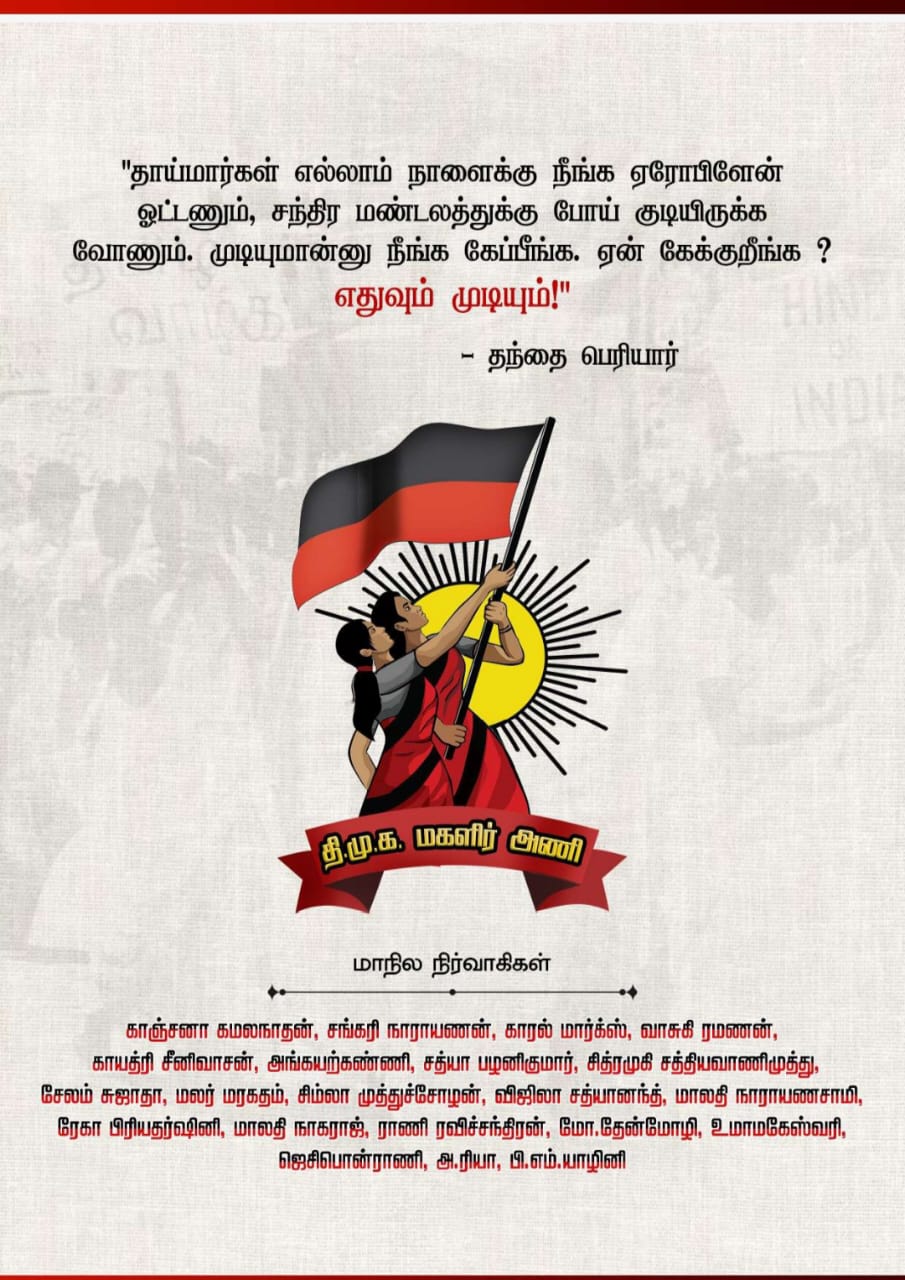 "தாய்மார்கள் எல்லாம் நாளைக்கு நீங்க ஏரோபிளேன்
ஓட்டணும், சந்திர மண்டலத்துக்கு போய் குடியிருக்க
வோணும். முடியுமான்னு நீங்க கேப்பீங்க. ஏன் கேக்குறீங்க ?
எதுவும் முடியும்!"
- தந்தை பெரியார்
HIND
INDIA
வாழ்க
தி.மு.க. மகளிர் அணி
மாநில நிர்வாகிகள்
காஞ்சனா கமலநாதன், சங்கரி நாராயணன், காரல் மார்க்ஸ், வாசுகி ரமணன்,
காயத்ரி சீனிவாசன், அங்கயற்கண்ணி, சத்யா பழனிகுமார், சித்ரமுகி சத்தியவாணிமுத்து,
சேலம் சுஜாதா, மலர் மரகதம், சிம்லா முத்துச்சோழன், விஜிலா சத்யானந்த், மாலதி நாராயணசாமி,
ரேகா பிரியதர்ஷினி, மாலதி நாகராஜ், ராணி ரவிச்சந்திரன், மோ.தேன்மோழி, உமாமகேஸ்வரி,
ஜெசிபொன்ராணி, அ.ரியா, பி.எம்.யாழினி